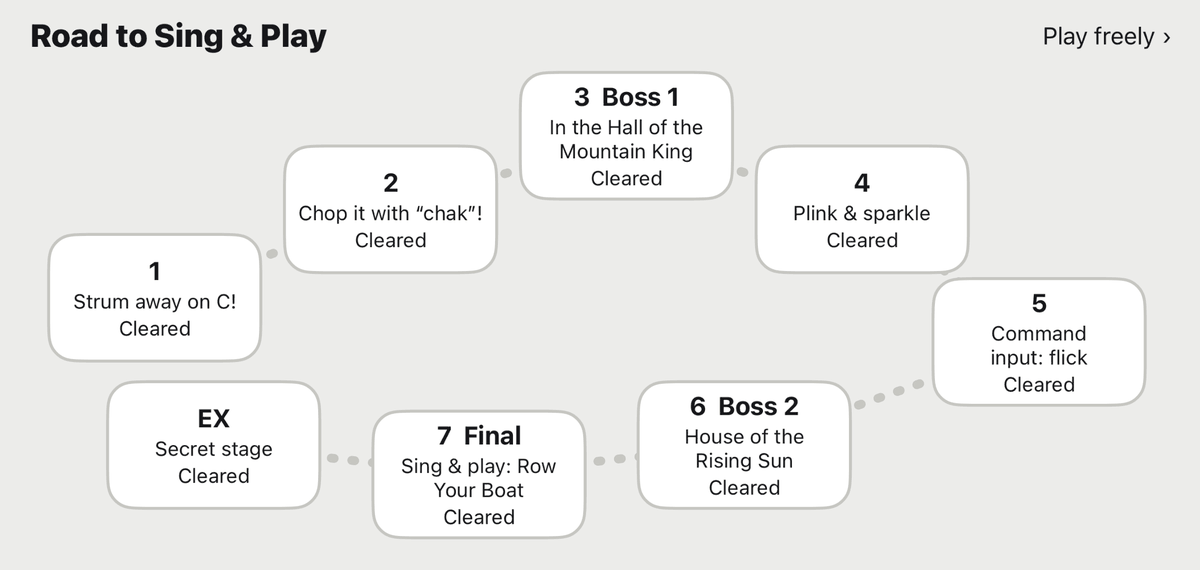 Road to Sing & Play
Play freely ›
3 Boss 1
In the Hall of the
Mountain King
Cleared
2
Chop it with “chak”!
Cleared
4
Plink & sparkle
Cleared
1
Strum away on C!
Cleared
5
Command
input: flick
Cleared
EX
Secret stage
Cleared
7 Final
Sing & play: Row
Your Boat
Cleared
6 Boss 2
House of the
Rising Sun
Cleared